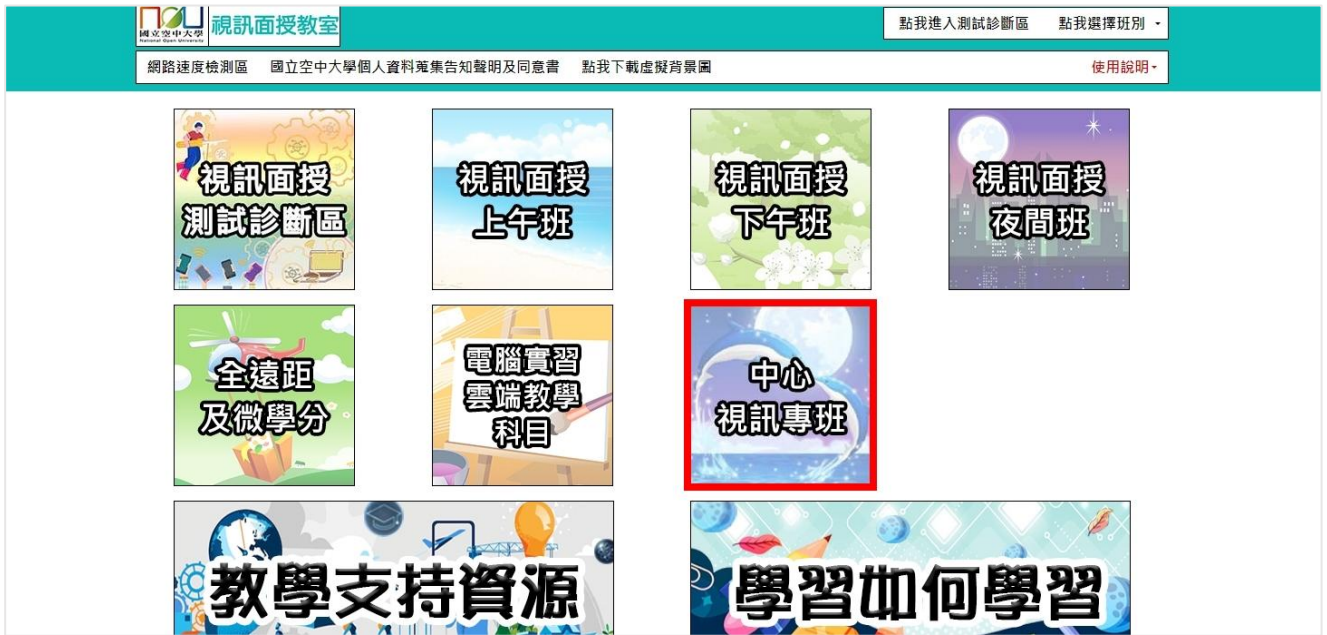 國立空中大學
National Open University
視訊面授教室
點我進入測試診斷區 點我選擇班別
網路速度檢測區 國立空中大學個人資料蒐集告知聲明及同意書 點我下載虛擬背景圖 使用說明
視訊面授
測試診斷區
視訊面授
上午班
視訊面授
下午班
視訊面授
夜間班
全遠距
及微學分
電腦實習
雲端教學
科目
中心
視訊專班
教學支持資源
學習如何學習